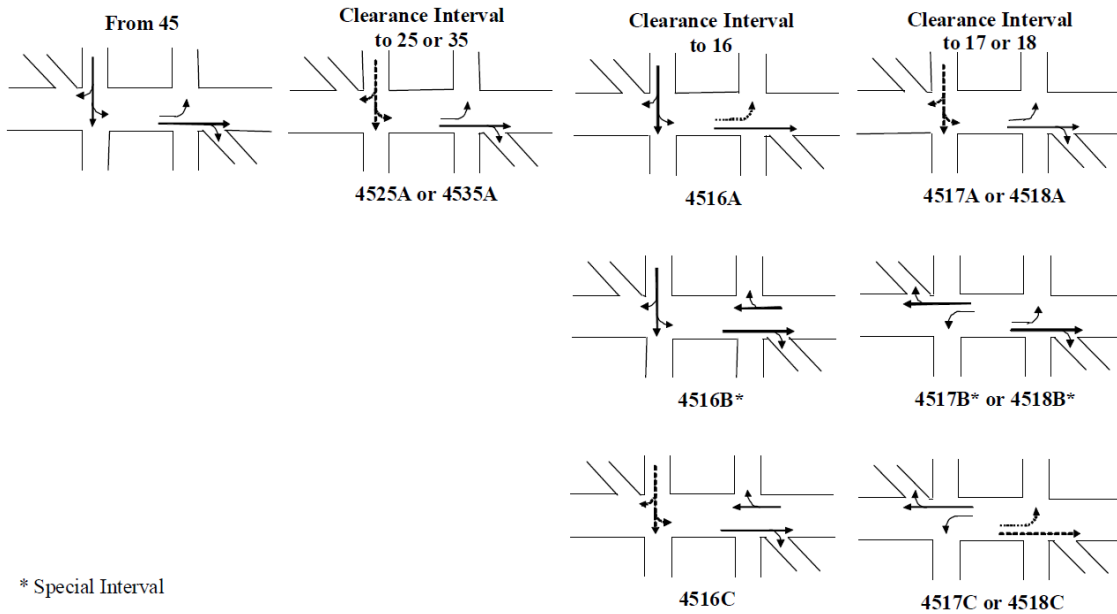 From 45
Clearance Interval
to 25 or 35
Clearance Interval
to 16
Clearance Interval
to 17 or 18
4525A or 4535A
4516A
4517A or 4518A
4516B*
4517B* or 4518B*
4516C
4517C or 4518C
* Special Interval